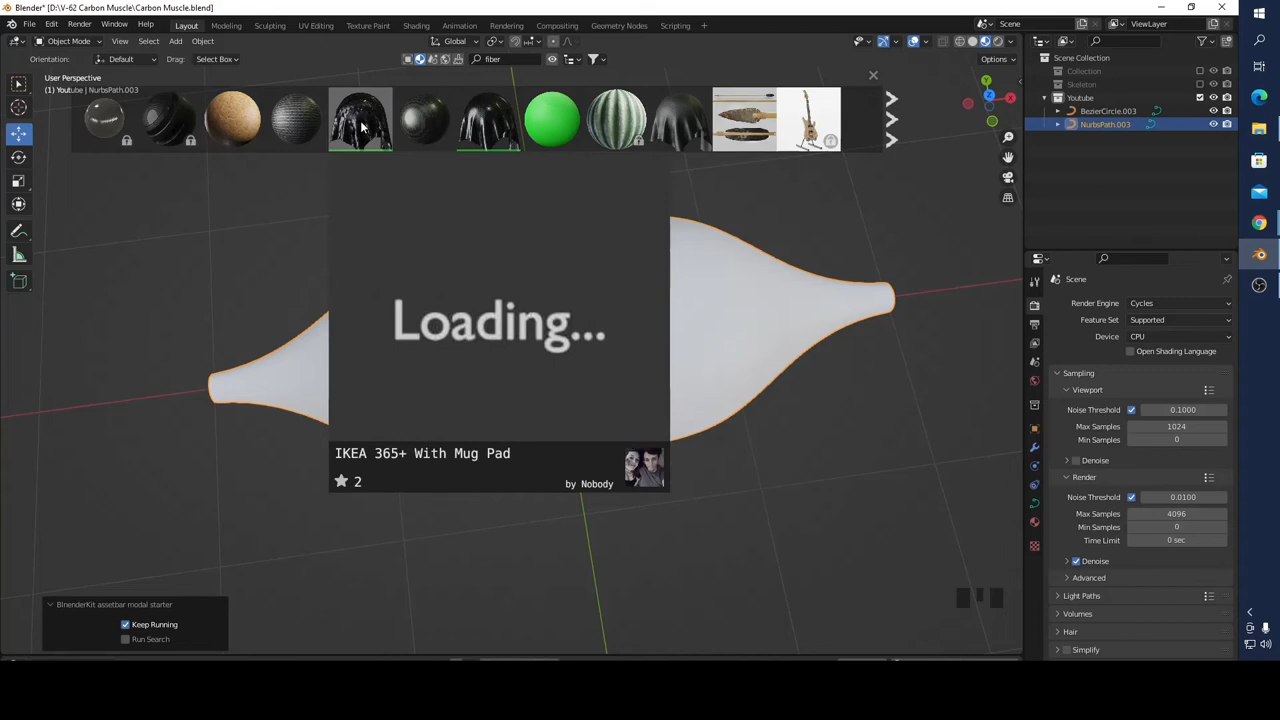 Blender* [D:\V-62 Carbon Muscle\Carbon Muscle.blend]
File Edit Render Window Help Layout Modeling Sculpting UV Editing Texture Paint Shading Animation Rendering Compositing Geometry Nodes Scripting + Scene ViewLayer
Object Mode View Select Add Object Global
Orientation: Default Drag: Select Box fiber Options
User Perspective
(1) Youtube | NurbsPath.003
Scene Collection
Collection
Skeleton
Youtube
BezierCircle.003
NurbsPath.003
Loading...
IKEA 365+ With Mug Pad
2
by Nobody
Scene
Render Engine Cycles
Feature Set Supported
Device CPU
Open Shading Language
Sampling
Viewport
Noise Threshold 0.1000
Max Samples 1024
Min Samples 0
Denoise
Render
Noise Threshold 0.0100
Max Samples 4096
Min Samples 0
Time Limit 0 sec
Denoise
Advanced
Light Paths
Volumes
Hair
Simplify
BlnenderKit assetbar modal starter
Keep Running
Run Search